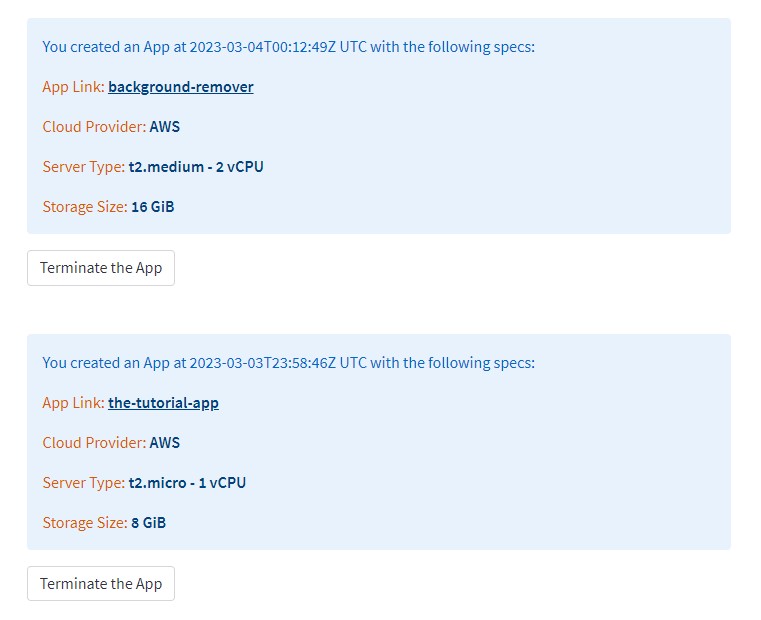 You created an App at 2023-03-04T00:12:49Z UTC with the following specs:
App Link: background-remover
Cloud Provider: AWS
Server Type: t2.medium - 2 vCPU
Storage Size: 16 GiB
Terminate the App
You created an App at 2023-03-03T23:58:46Z UTC with the following specs:
App Link: the-tutorial-app
Cloud Provider: AWS
Server Type: t2.micro - 1 vCPU
Storage Size: 8 GiB
Terminate the App